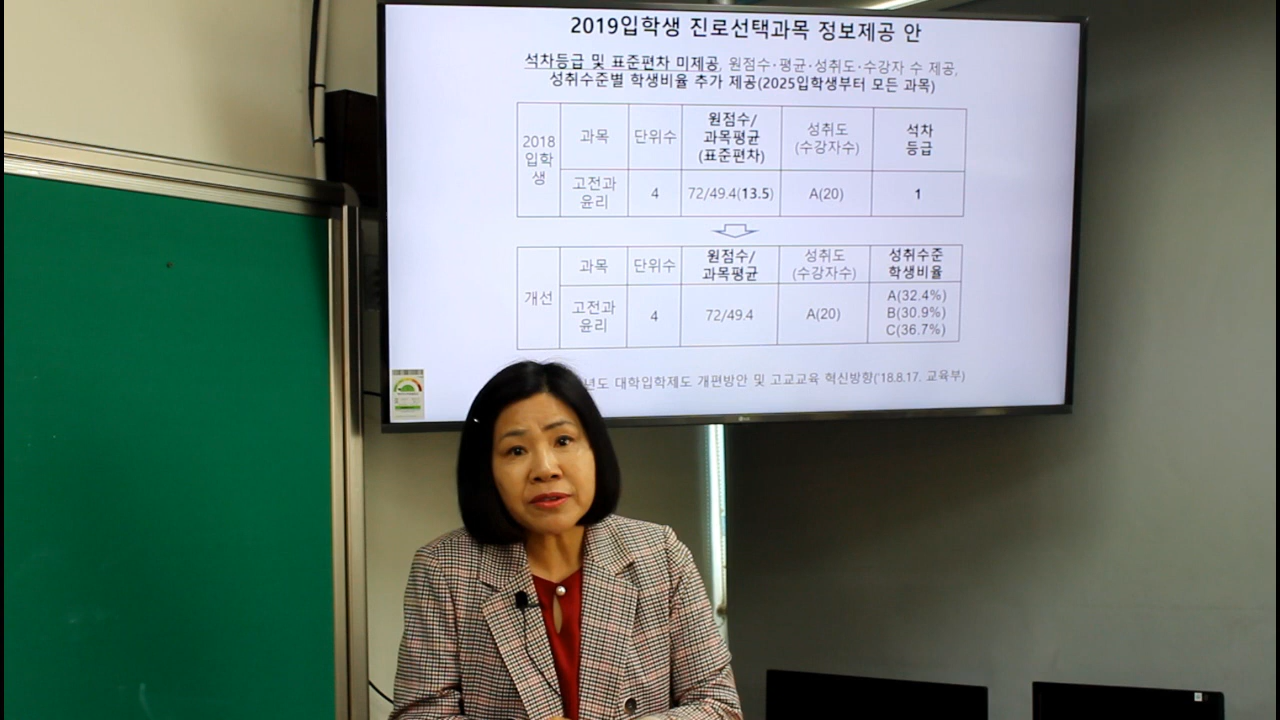 2019입학생 진로선택과목 정보제공 안
석차등급 및 표준편차 미제공, 원점수·평균·성취도·수강자 수 제공,
성취수준별 학생비율 추가 제공(2025입학생부터 모든 과목)
2018
입학
생
과목
단위수
원점수/
과목평균
(표준편차)
성취도
(수강자수)
석차
등급
고전과
윤리
4
72/49.4(13.5)
A(20)
1
개선
과목
단위수
원점수/
과목평균
성취도
(수강자수)
성취수준
학생비율
고전과
윤리
4
72/49.4
A(20)
A(32.4%)
B(30.9%)
C(36.7%)
년도 대학입학제도 개편방안 및 고교교육 혁신방향('18.8.17. 교육부)
LG